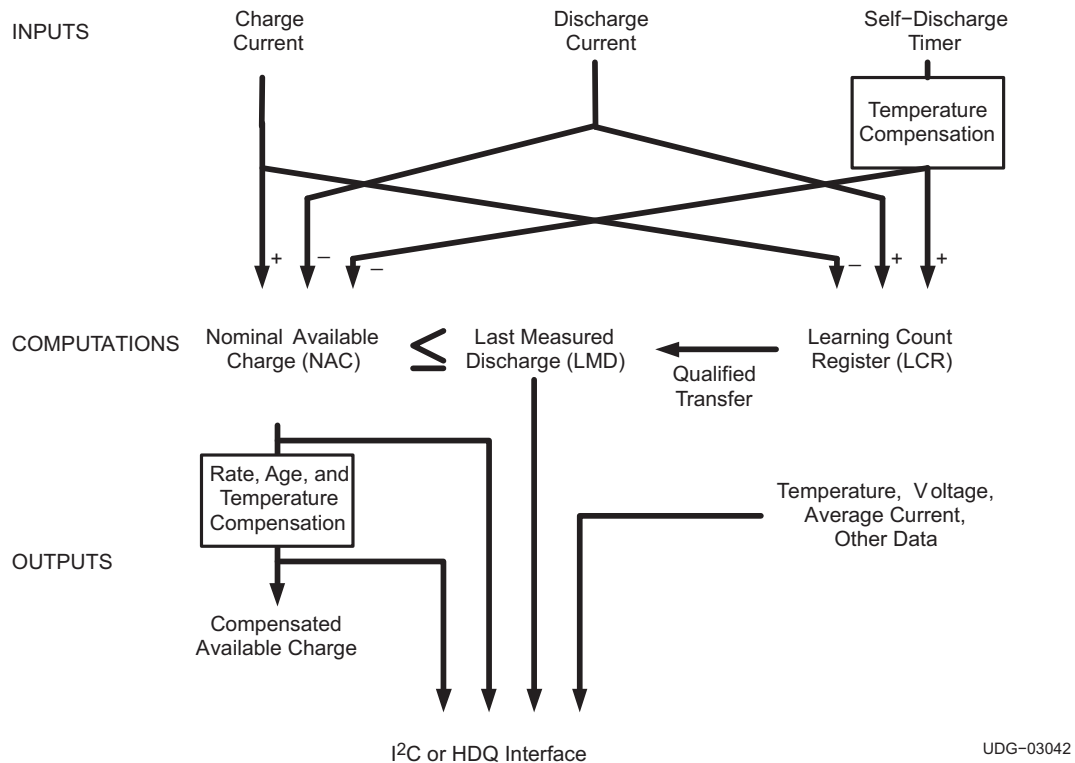 INPUTS
Charge
Current
Discharge
Current
Self−Discharge
Timer
Temperature
Compensation
+
−
−
−
+
+
COMPUTATIONS
Nominal Available
Charge (NAC)
≤
Last Measured
Discharge (LMD)
Qualified
Transfer
Learning Count
Register (LCR)
Rate, Age, and
Temperature
Compensation
Temperature, Voltage,
Average Current,
Other Data
OUTPUTS
Compensated
Available Charge
I²C or HDQ Interface
UDG−03042